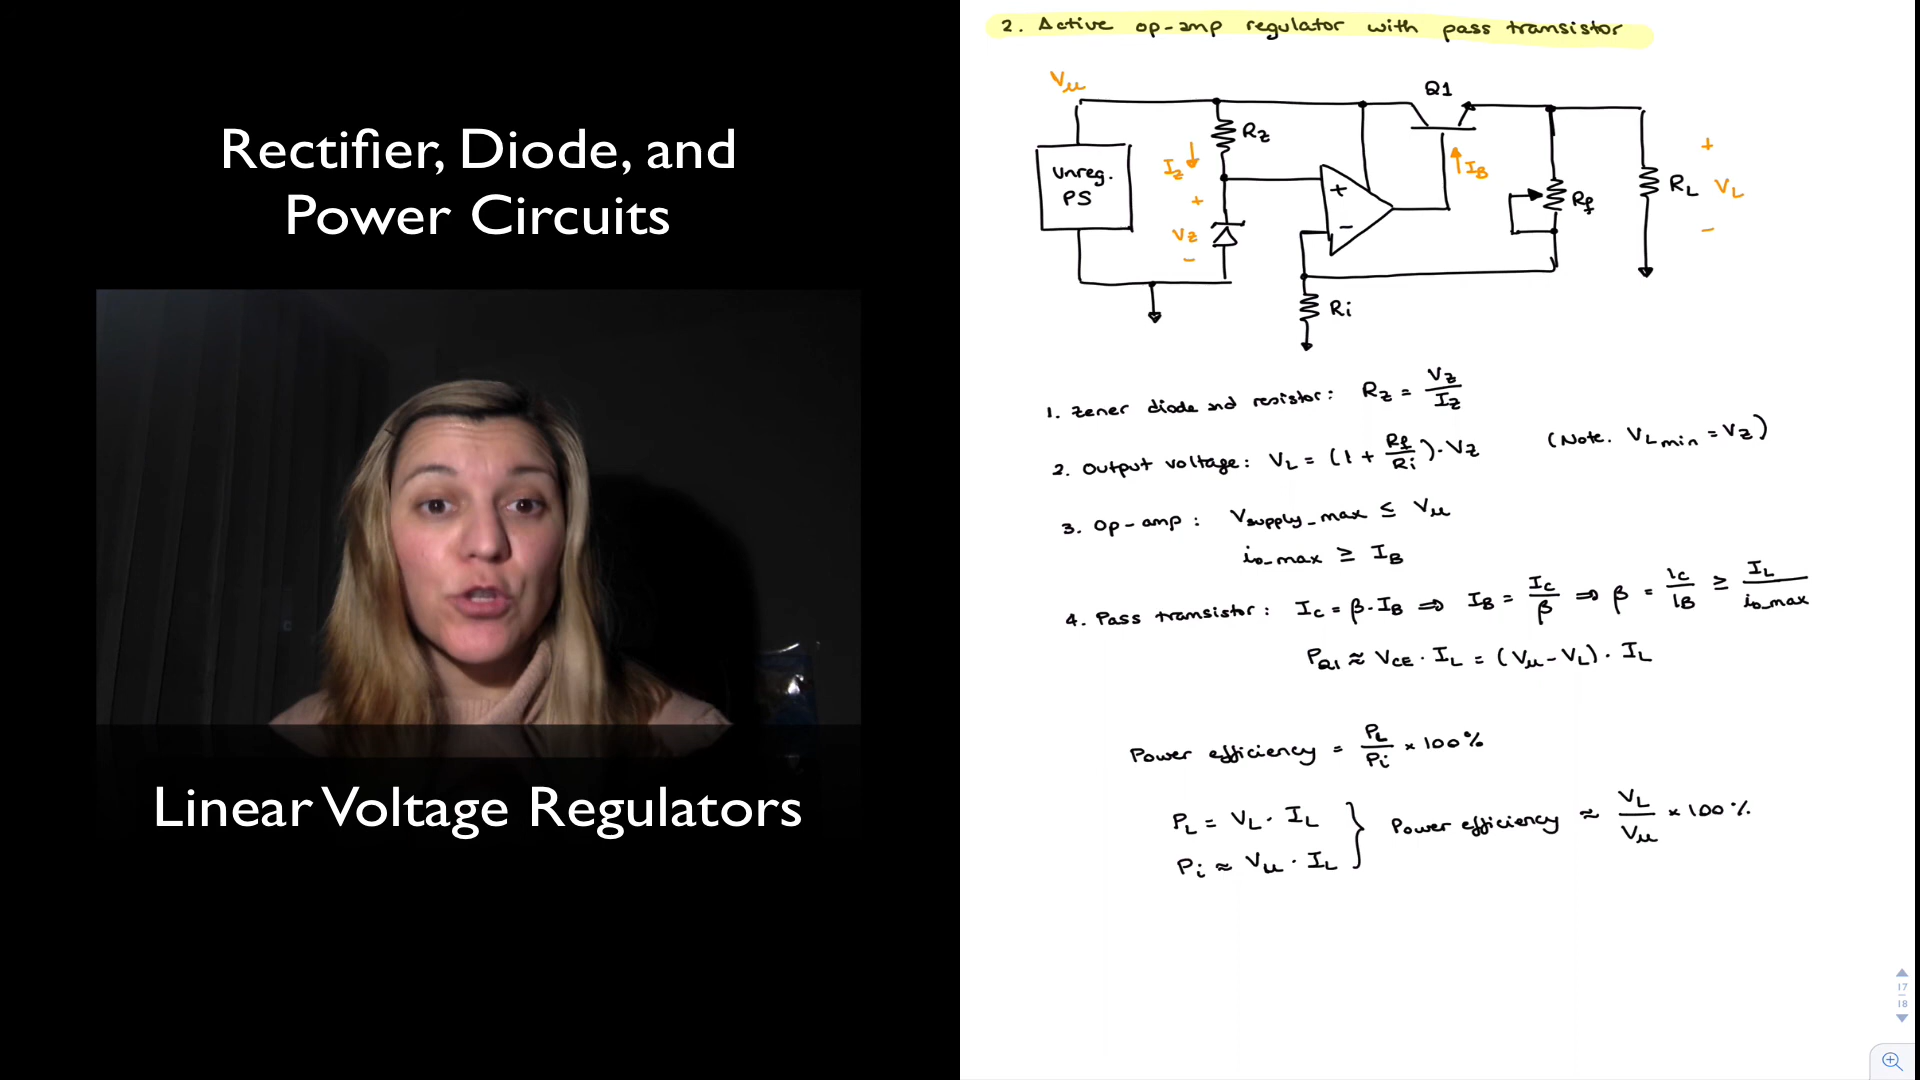 Rectifier, Diode, and
Power Circuits
Linear Voltage Regulators
2. Active op-amp regulator with pass transistor
Vu
Q1
Rz
Iz
+
Vz
-
Unreg.
PS
+
-
IB
Rf
RL
+
VL
-
Ri
1. Zener diode and resistor: Rz = Vz/Iz
2. Output voltage: VL = (1 + Rf/Ri)·Vz (Note. VLmin = Vz)
3. Op-amp: Vsupply_max ≤ Vu
io_max ≥ IB
4. Pass transistor: Ic = β·IB ⇒ IB = Ic/β ⇒ β = Ic/IB ≥ IL/io_max
PQ1 ≈ VCE · IL = (Vu - VL) · IL
Power efficiency = PL/Pi × 100%
PL = VL · IL
Pi ≈ Vu · IL
} Power efficiency ≈ VL/Vu × 100%
17
18